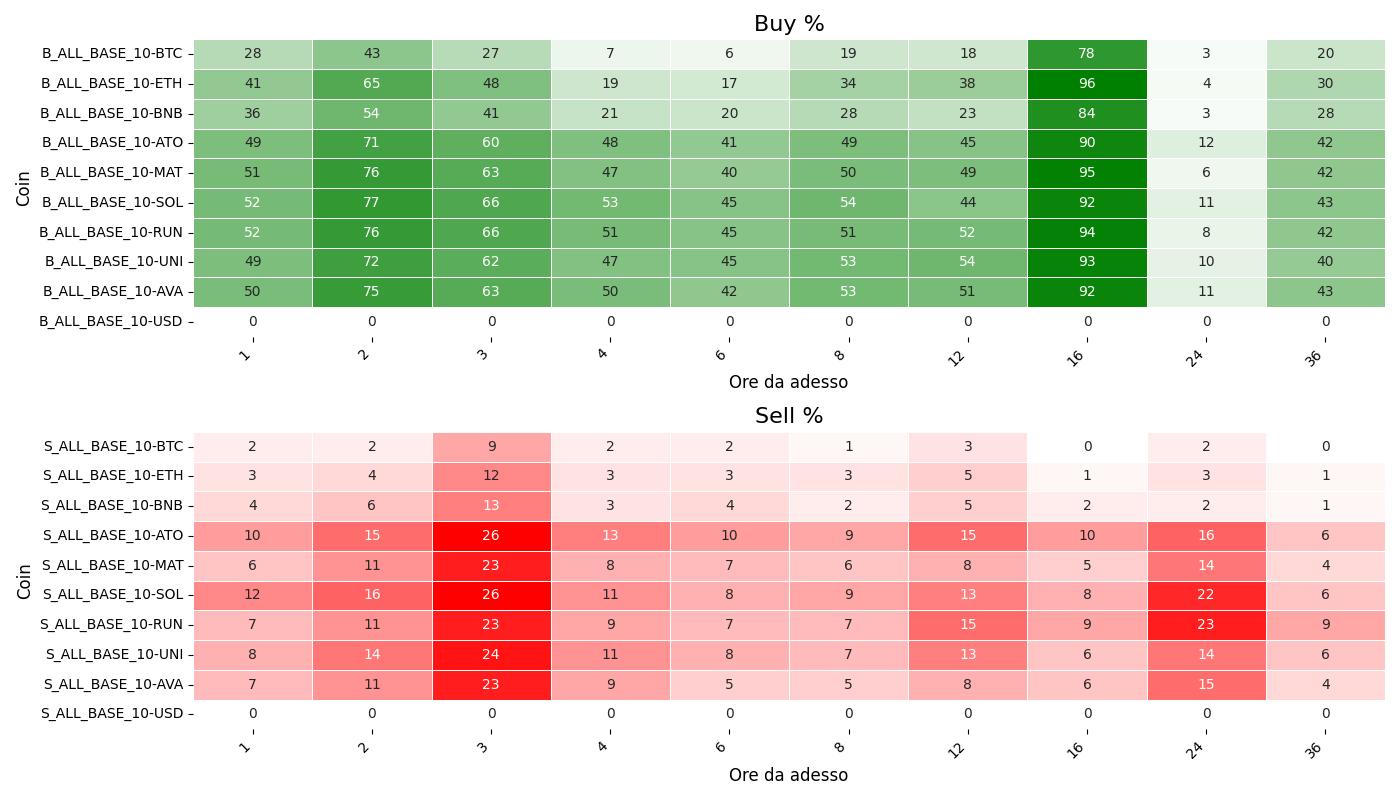 Buy %
Coin
B_ALL_BASE_10-BTC 28 43 27 7 6 19 18 78 3 20
B_ALL_BASE_10-ETH 41 65 48 19 17 34 38 96 4 30
B_ALL_BASE_10-BNB 36 54 41 21 20 28 23 84 3 28
B_ALL_BASE_10-ATO 49 71 60 48 41 49 45 90 12 42
B_ALL_BASE_10-MAT 51 76 63 47 40 50 49 95 6 42
B_ALL_BASE_10-SOL 52 77 66 53 45 54 44 92 11 43
B_ALL_BASE_10-RUN 52 76 66 51 45 51 52 94 8 42
B_ALL_BASE_10-UNI 49 72 62 47 45 53 54 93 10 40
B_ALL_BASE_10-AVA 50 75 63 50 42 53 51 92 11 43
B_ALL_BASE_10-USD 0 0 0 0 0 0 0 0 0 0
1 2 3 4 6 8 12 16 24 36
Ore da adesso
Sell %
Coin
S_ALL_BASE_10-BTC 2 2 9 2 2 1 3 0 2 0
S_ALL_BASE_10-ETH 3 4 12 3 3 3 5 1 3 1
S_ALL_BASE_10-BNB 4 6 13 3 4 2 5 2 2 1
S_ALL_BASE_10-ATO 10 15 26 13 10 9 15 10 16 6
S_ALL_BASE_10-MAT 6 11 23 8 7 6 8 5 14 4
S_ALL_BASE_10-SOL 12 16 26 11 8 9 13 8 22 6
S_ALL_BASE_10-RUN 7 11 23 9 7 7 15 9 23 9
S_ALL_BASE_10-UNI 8 14 24 11 8 7 13 6 14 6
S_ALL_BASE_10-AVA 7 11 23 9 5 5 8 6 15 4
S_ALL_BASE_10-USD 0 0 0 0 0 0 0 0 0 0
1 2 3 4 6 8 12 16 24 36
Ore da adesso